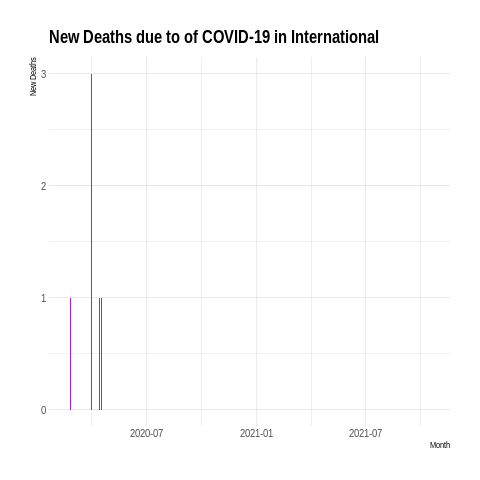 New Deaths due to of COVID-19 in International
New Deaths
3
2
1
0
2020-07 2021-01 2021-07
Month